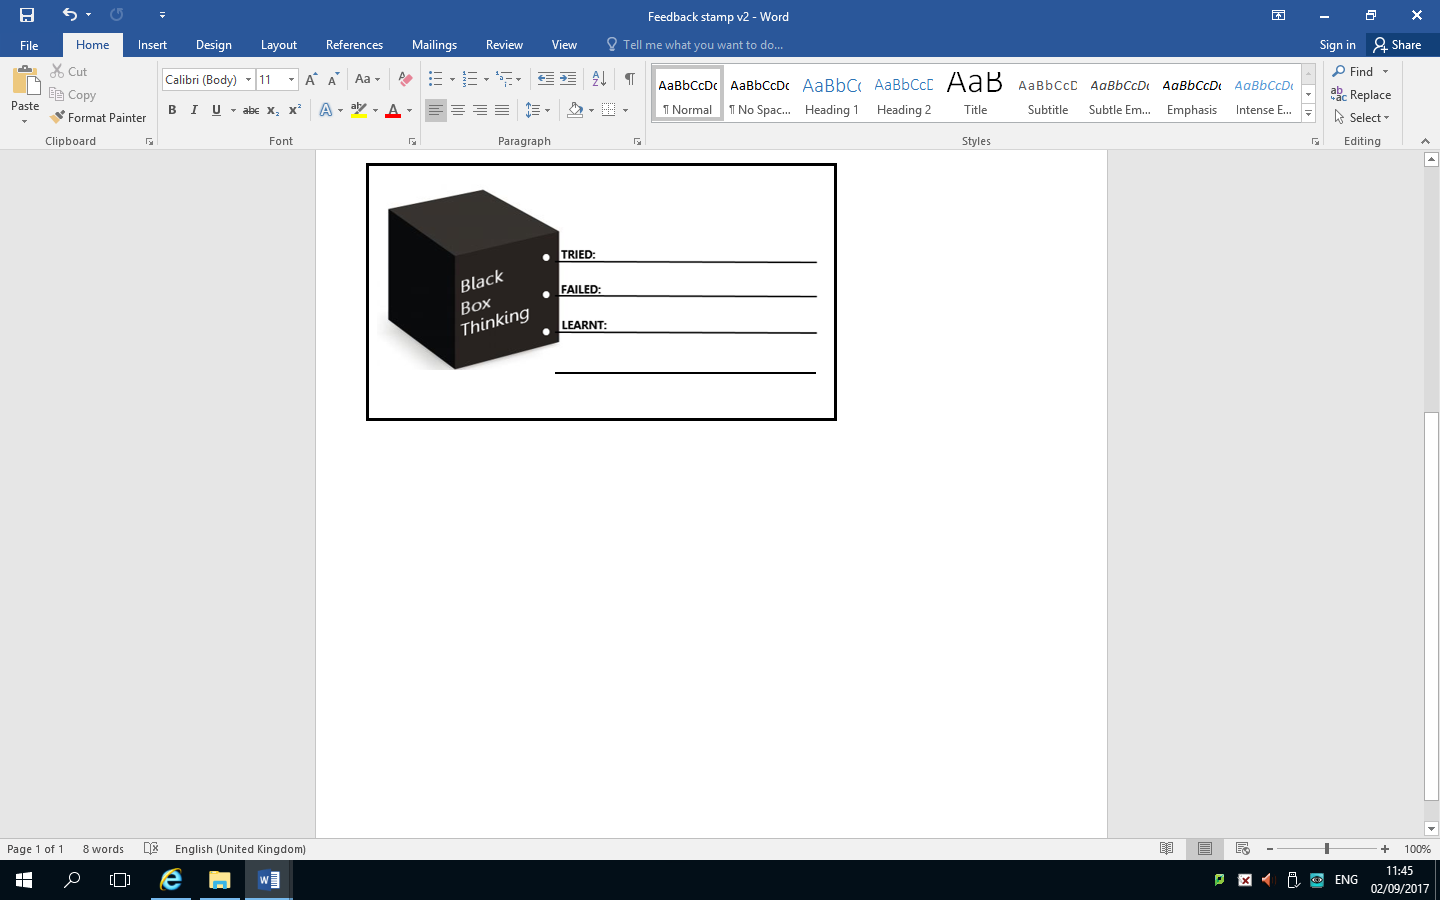 Feedback stamp v2 - Word
File Home Insert Design Layout References Mailings Review View Tell me what you want to do... Sign in Share
Paste
Cut
Copy
Format Painter
Clipboard
Calibri (Body) 11
Font
Paragraph
AaBbCcDc AaBbCcDc AaBbCc AaBbCcD AaB AaBbCcD AaBbCcDc AaBbCcDc AaBbCcDc
¶ Normal ¶ No Spac... Heading 1 Heading 2 Title Subtitle Subtle Em... Emphasis Intense E...
Styles
Find
Replace
Select
Editing
Black
Box
Thinking
TRIED:
FAILED:
LEARNT:
Page 1 of 1 8 words English (United Kingdom) 100%
ENG 11:45
02/09/2017